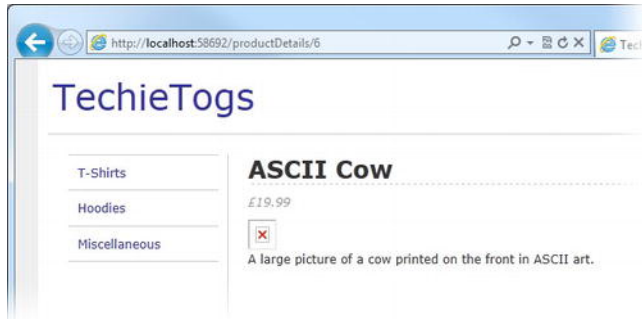 http://localhost:58692/productDetails/6
Tec
TechieTogs
T-Shirts
Hoodies
Miscellaneous
ASCII Cow
£19.99
A large picture of a cow printed on the front in ASCII art.